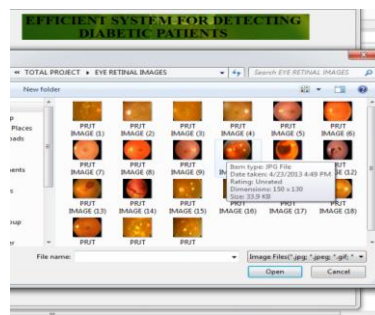 EFFICIENT SYSTEM FOR DETECTING
DIABETIC PATIENTS
« TOTAL PROJECT ▸ EYE RETINAL IMAGES
Search EYE RETINAL IMAGES
New folder
Places
PRJT IMAGE (1)
PRJT IMAGE (2)
PRJT IMAGE (3)
PRJT IMAGE (4)
PRJT IMAGE (5)
PRJT IMAGE (6)
PRJT IMAGE (7)
PRJT IMAGE (8)
PRJT IMAGE (9)
(12)
Item type: JPG File
Date taken: 4/23/2013 4:49 PM
Rating: Unrated
Dimensions: 150 x 130
Size: 33.9 KB
PRJT IMAGE (13)
PRJT IMAGE (14)
PRJT IMAGE (15)
PRJT IMAGE (16)
PRJT IMAGE (17)
PRJT IMAGE (18)
PRJT
PRJT
PRJT
File name:
Image Files(*.jpg; *.jpeg; *.gif; *
Open
Cancel